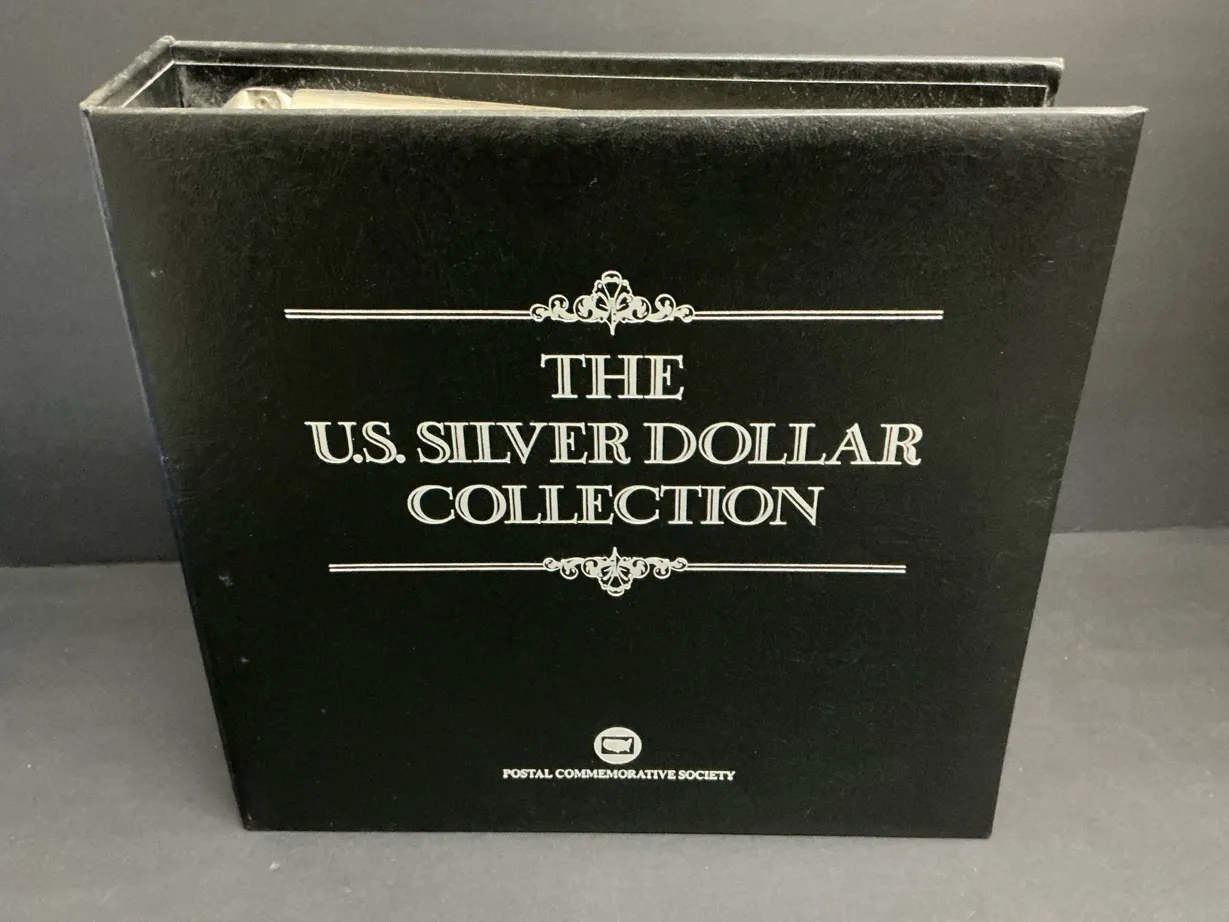 THE
U.S. SILVER DOLLAR
COLLECTION
POSTAL COMMEMORATIVE SOCIETY